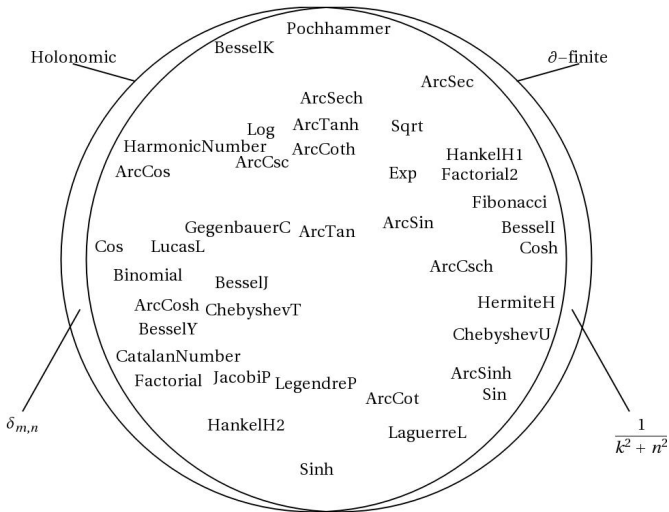 Pochhammer
BesselK
Holonomic
∂–finite
ArcSec
ArcSech
Log
ArcTanh
Sqrt
HarmonicNumber
ArcCoth
HankelH1
ArcCsc
ArcCos
Exp
Factorial2
Fibonacci
GegenbauerC
ArcTan
ArcSin
BesselI
Cos
LucasL
Cosh
ArcCsch
Binomial
BesselJ
ArcCosh
ChebyshevT
HermiteH
BesselY
ChebyshevU
CatalanNumber
Factorial
JacobiP
LegendreP
ArcSinh
ArcCot
Sin
δm,n
HankelH2
LaguerreL
1
k² + n²
Sinh